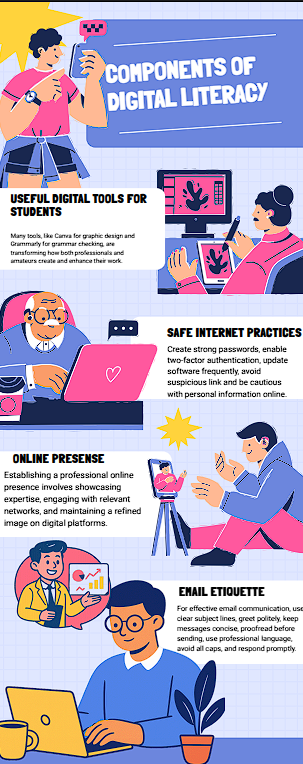 COMPONENTS OF
DIGITAL LITERACY
USEFUL DIGITAL TOOLS FOR
STUDENTS
Many tools, like Canva for graphic design and
Grammarly for grammar checking, are
transforming how both professionals and
amateurs create and enhance their work.
SAFE INTERNET PRACTICES
Create strong passwords, enable
two-factor authentication, update
software frequently, avoid
suspicious link and be cautious
with personal information online.
ONLINE PRESENSE
Establishing a professional online
presence involves showcasing
expertise, engaging with relevant
networks, and maintaining a refined
image on digital platforms.
EMAIL ETIQUETTE
For effective email communication, use
clear subject lines, greet politely, keep
messages concise, proofread before
sending, use professional language,
avoid all caps, and respond promptly.